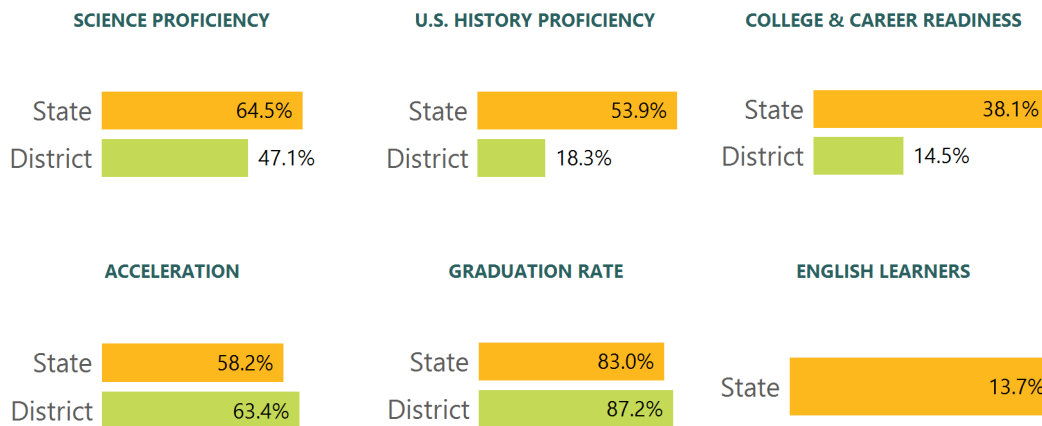 SCIENCE PROFICIENCY
State 64.5%
District 47.1%
U.S. HISTORY PROFICIENCY
State 53.9%
District 18.3%
COLLEGE & CAREER READINESS
State 38.1%
District 14.5%
ACCELERATION
State 58.2%
District 63.4%
GRADUATION RATE
State 83.0%
District 87.2%
ENGLISH LEARNERS
State 13.7%